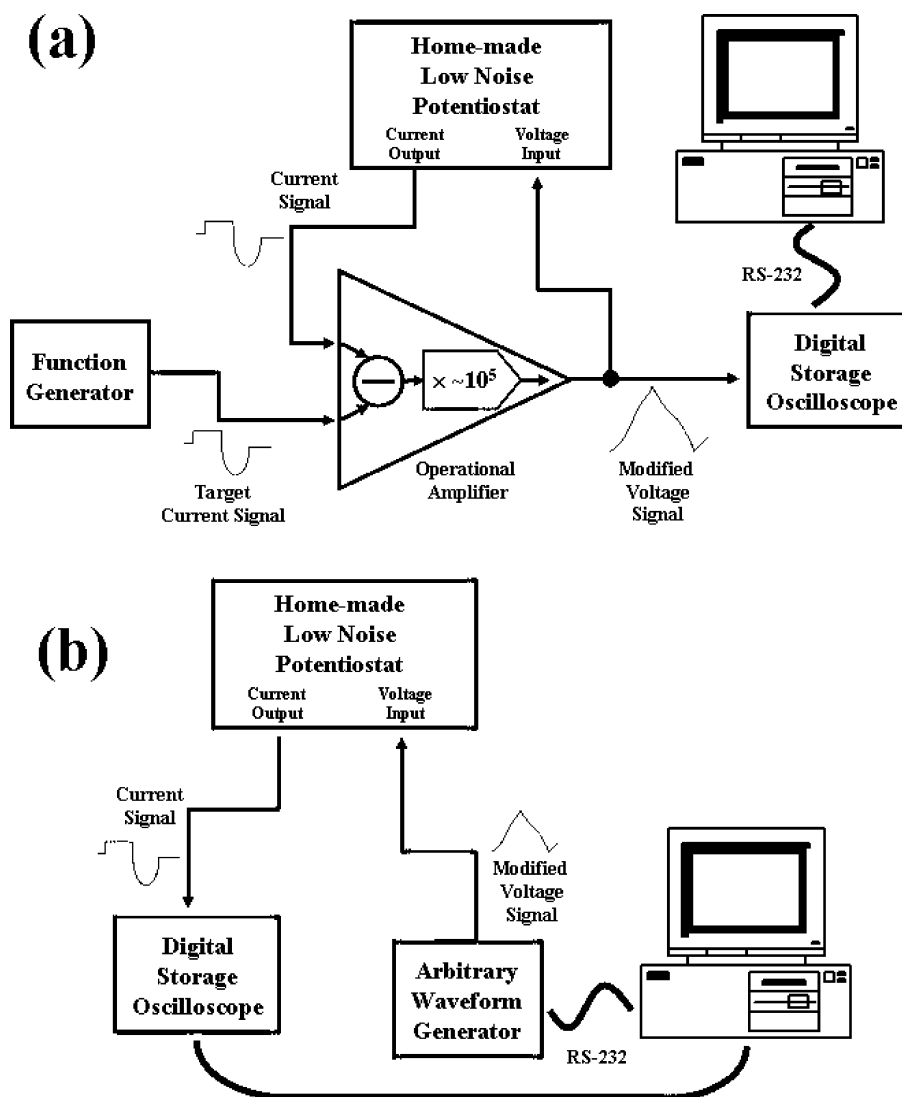 (a)
Home-made
Low Noise
Potentiostat
Current
Output
Voltage
Input
Current
Signal
RS-232
Function
Generator
× ~10⁵
Digital
Storage
Oscilloscope
Target
Current Signal
Operational
Amplifier
Modified
Voltage
Signal
(b)
Home-made
Low Noise
Potentiostat
Current
Output
Voltage
Input
Current
Signal
Modified
Voltage
Signal
Digital
Storage
Oscilloscope
Arbitrary
Waveform
Generator
RS-232